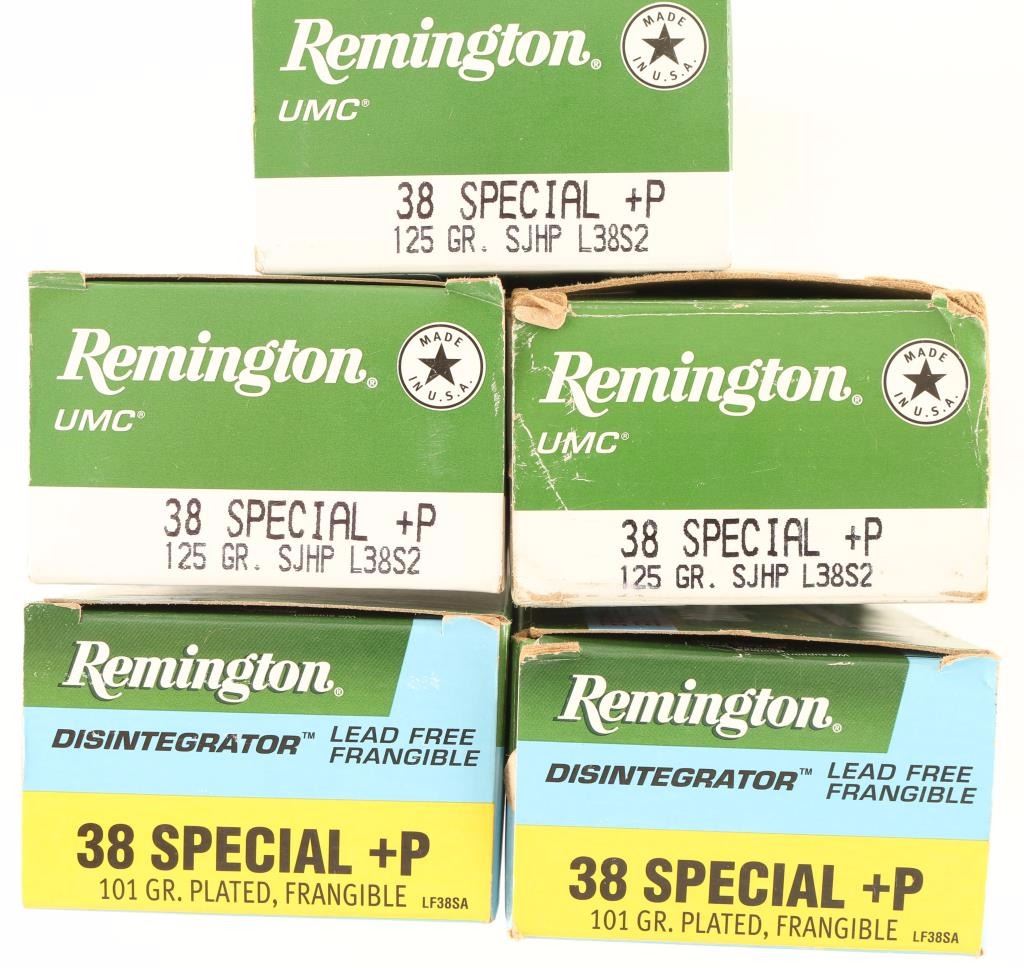 Remington®
MADE IN U.S.A.
UMC®
38 SPECIAL +P
125 GR. SJHP L38S2
Remington®
MADE IN U.S.A.
UMC®
38 SPECIAL +P
125 GR. SJHP L38S2
Remington®
MADE IN U.S.A.
UMC®
38 SPECIAL +P
125 GR. SJHP L38S2
Remington®
DISINTEGRATOR™ LEAD FREE
FRANGIBLE
38 SPECIAL +P
101 GR. PLATED, FRANGIBLE LF38SA
Remington®
DISINTEGRATOR™ LEAD FREE
FRANGIBLE
38 SPECIAL +P
101 GR. PLATED, FRANGIBLE LF38SA